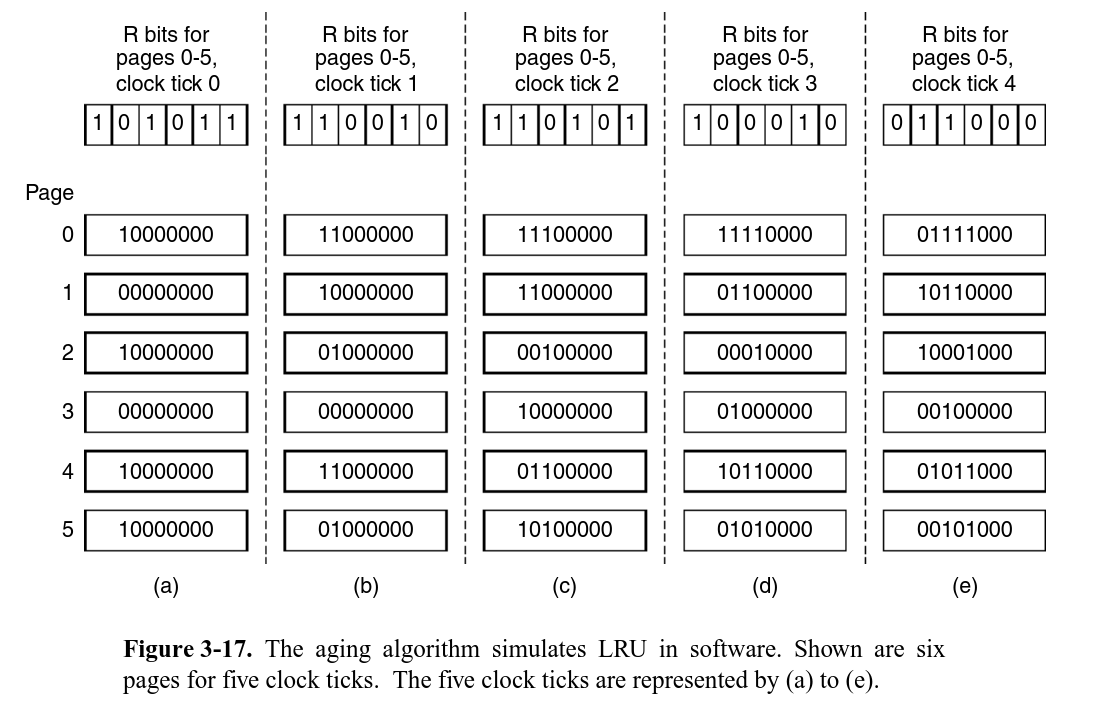 R bits for R bits for R bits for R bits for R bits for
pages 0-5, pages 0-5, pages 0-5, pages 0-5, pages 0-5,
clock tick 0 clock tick 1 clock tick 2 clock tick 3 clock tick 4
1 0 1 0 1 1 1 1 0 0 1 0 1 1 0 1 0 1 1 0 0 0 1 0 0 1 1 0 0 0
Page
0 10000000 11000000 11100000 11110000 01111000
1 00000000 10000000 11000000 01100000 10110000
2 10000000 01000000 00100000 00010000 10001000
3 00000000 00000000 10000000 01000000 00100000
4 10000000 11000000 01100000 10110000 01011000
5 10000000 01000000 10100000 01010000 00101000
(a) (b) (c) (d) (e)
Figure 3-17. The aging algorithm simulates LRU in software. Shown are six
pages for five clock ticks. The five clock ticks are represented by (a) to (e).